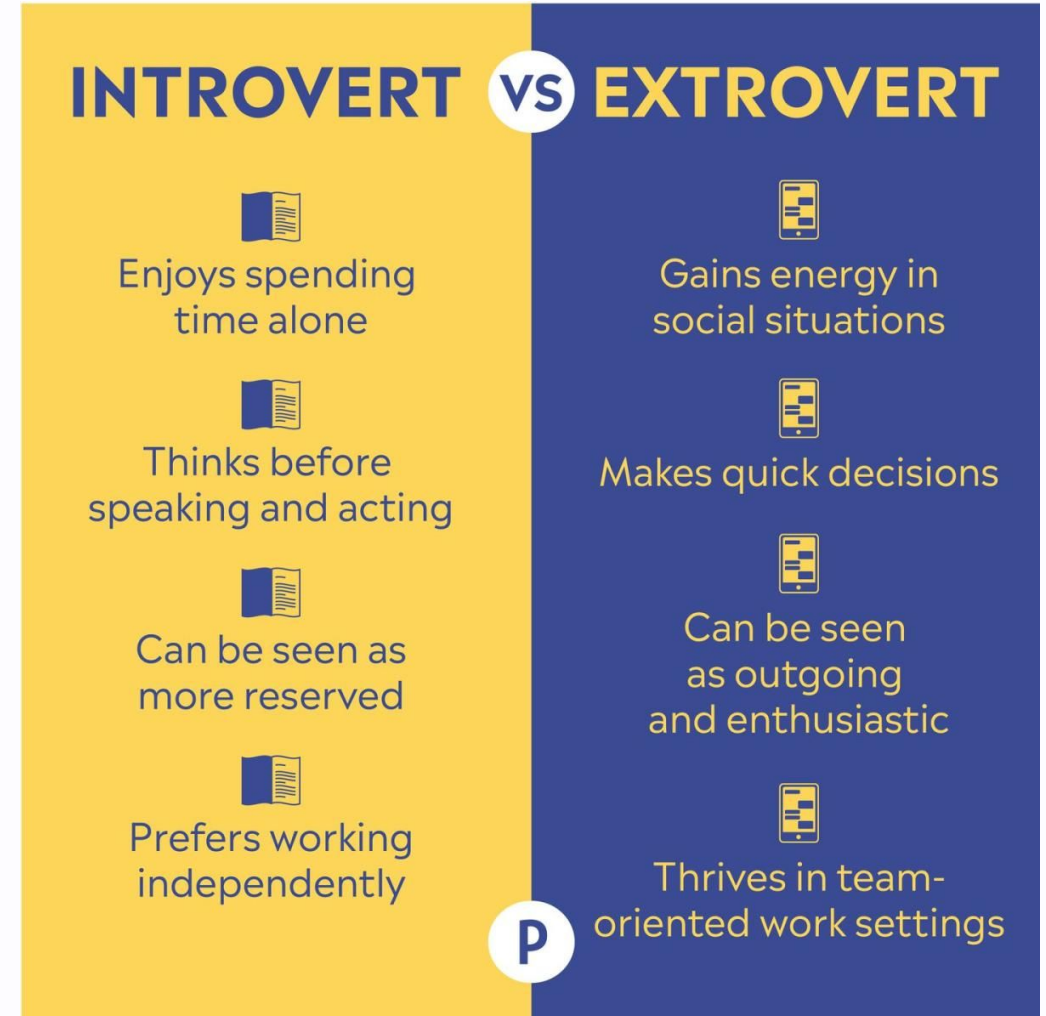 INTROVERT VS EXTROVERT
Enjoys spending
time alone
Thinks before
speaking and acting
Can be seen as
more reserved
Prefers working
independently
Gains energy in
social situations
Makes quick decisions
Can be seen
as outgoing
and enthusiastic
Thrives in team-
oriented work settings
P